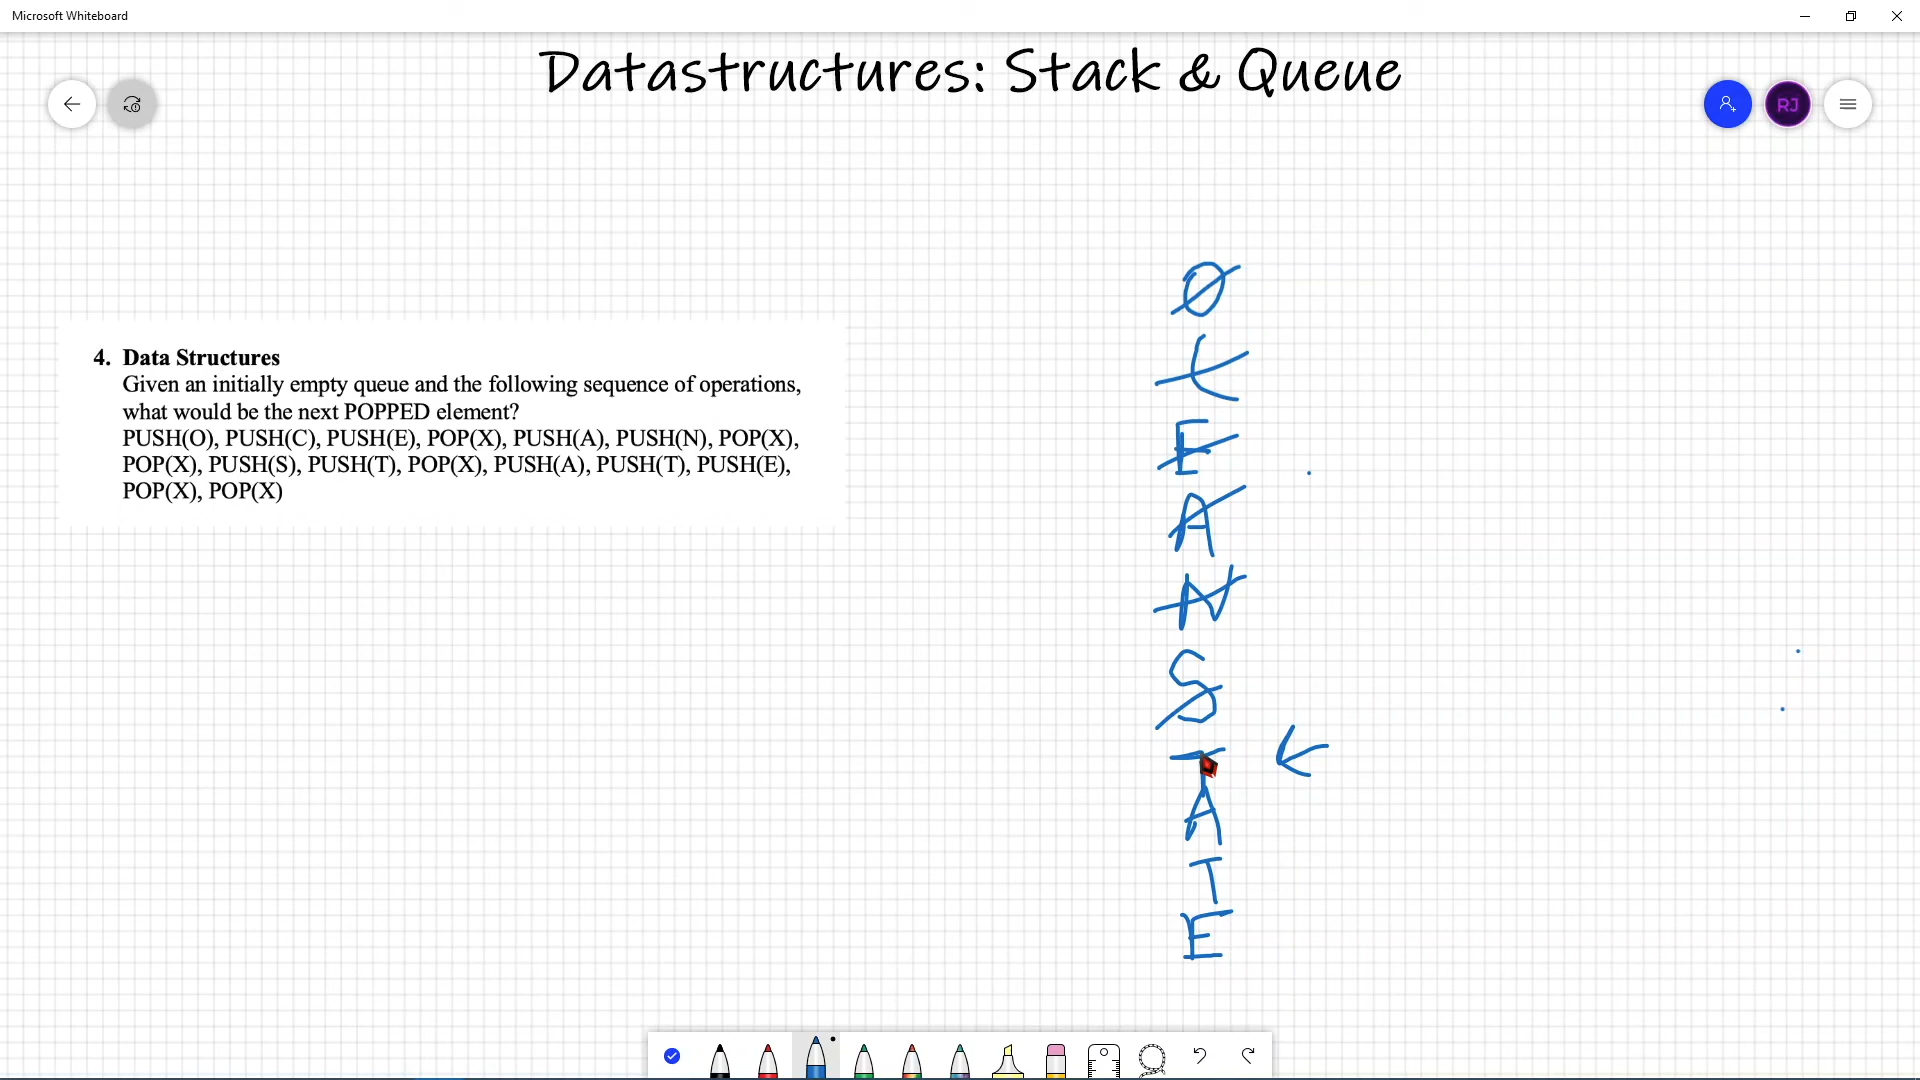 Microsoft Whiteboard
Datastructures: Stack & Queue
RJ
4. Data Structures
Given an initially empty queue and the following sequence of operations,
what would be the next POPPED element?
PUSH(O), PUSH(C), PUSH(E), POP(X), PUSH(A), PUSH(N), POP(X),
POP(X), PUSH(S), PUSH(T), POP(X), PUSH(A), PUSH(T), PUSH(E),
POP(X), POP(X)
O
C
E
A
N
S
T
A
T
E